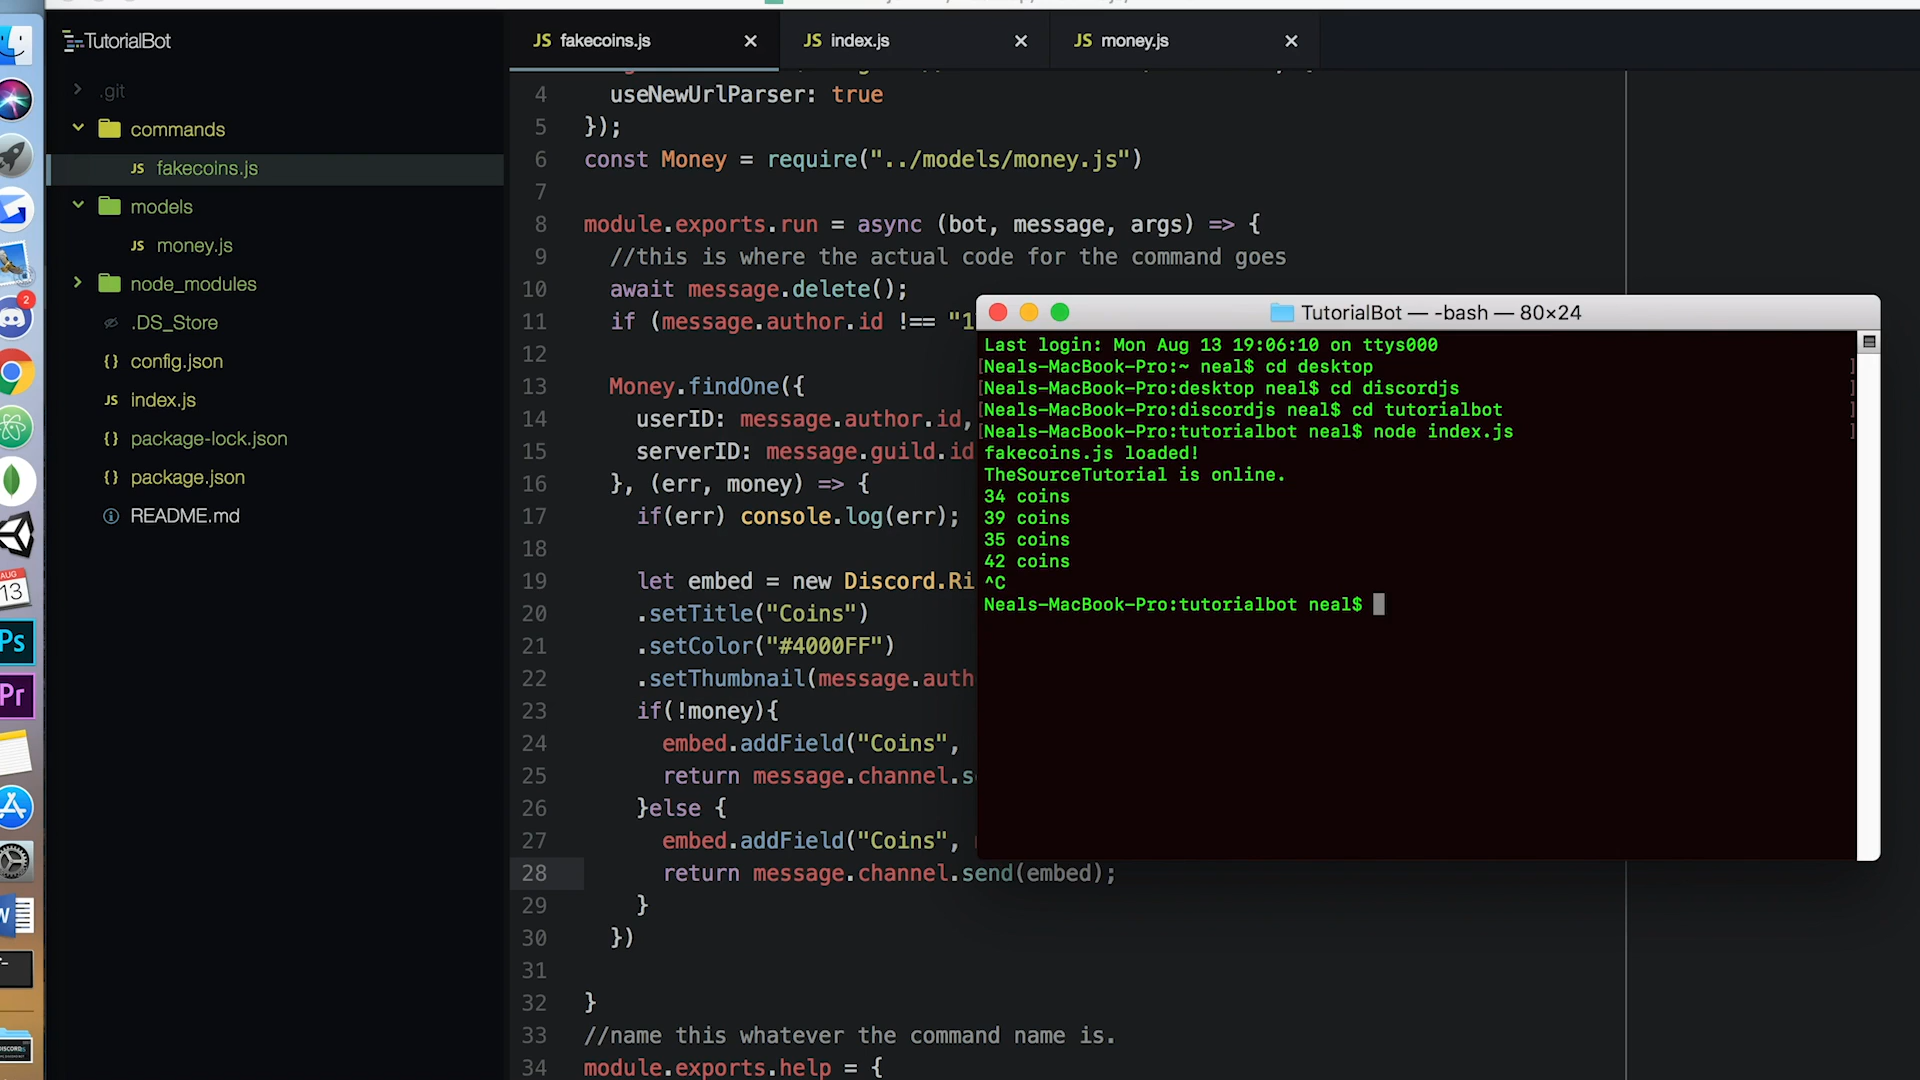 TutorialBot
.git
commands
JS fakecoins.js
models
JS money.js
node_modules
.DS_Store
{} config.json
JS index.js
{} package-lock.json
{} package.json
README.md
JS fakecoins.js ×
JS index.js ×
JS money.js ×
4 useNewUrlParser: true
5 });
6 const Money = require("../models/money.js")
7
8 module.exports.run = async (bot, message, args) => {
9 //this is where the actual code for the command goes
10 await message.delete();
11 if (message.author.id !== "1
12
13 Money.findOne({
14 userID: message.author.id,
15 serverID: message.guild.id
16 }, (err, money) => {
17 if(err) console.log(err);
18
19 let embed = new Discord.Ri
20 .setTitle("Coins")
21 .setColor("#4000FF")
22 .setThumbnail(message.auth
23 if(!money){
24 embed.addField("Coins",
25 return message.channel.s
26 }else {
27 embed.addField("Coins",
28 return message.channel.send(embed);
29 }
30 })
31
32 }
33 //name this whatever the command name is.
34 module.exports.help = {
TutorialBot — -bash — 80×24
Last login: Mon Aug 13 19:06:10 on ttys000
[Neals-MacBook-Pro:~ neal$ cd desktop ]
[Neals-MacBook-Pro:desktop neal$ cd discordjs ]
[Neals-MacBook-Pro:discordjs neal$ cd tutorialbot ]
[Neals-MacBook-Pro:tutorialbot neal$ node index.js ]
fakecoins.js loaded!
TheSourceTutorial is online.
34 coins
39 coins
35 coins
42 coins
^C
Neals-MacBook-Pro:tutorialbot neal$
2
AUG
13
Ps
Pr
W